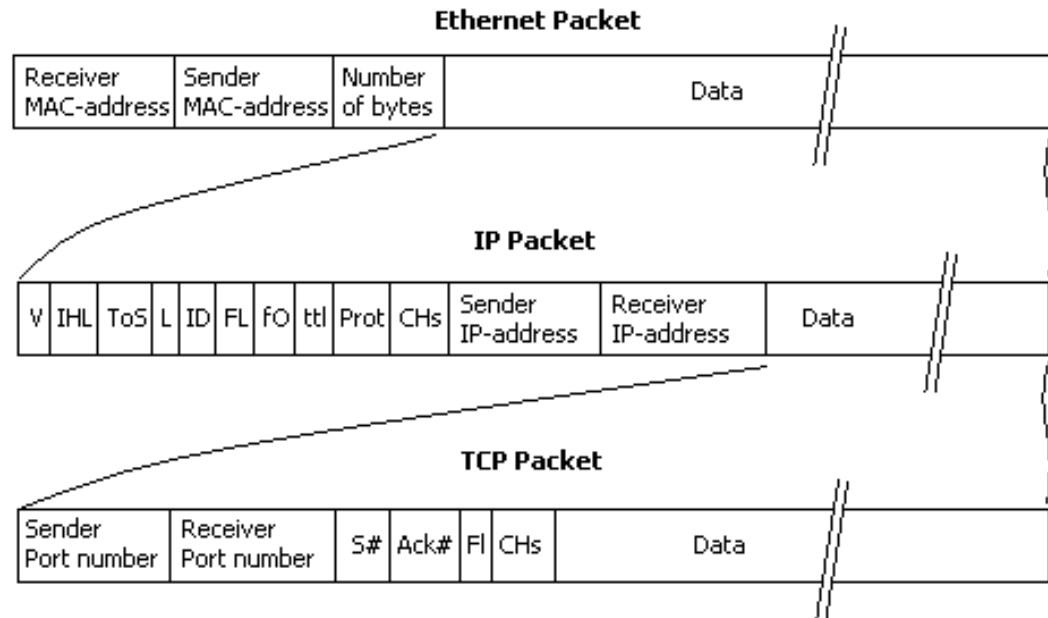 Ethernet Packet
Receiver MAC-address
Sender MAC-address
Number of bytes
Data
IP Packet
V
IHL
ToS
L
ID
FL
fO
ttl
Prot
CHs
Sender IP-address
Receiver IP-address
Data
TCP Packet
Sender Port number
Receiver Port number
S#
Ack#
Fl
CHs
Data